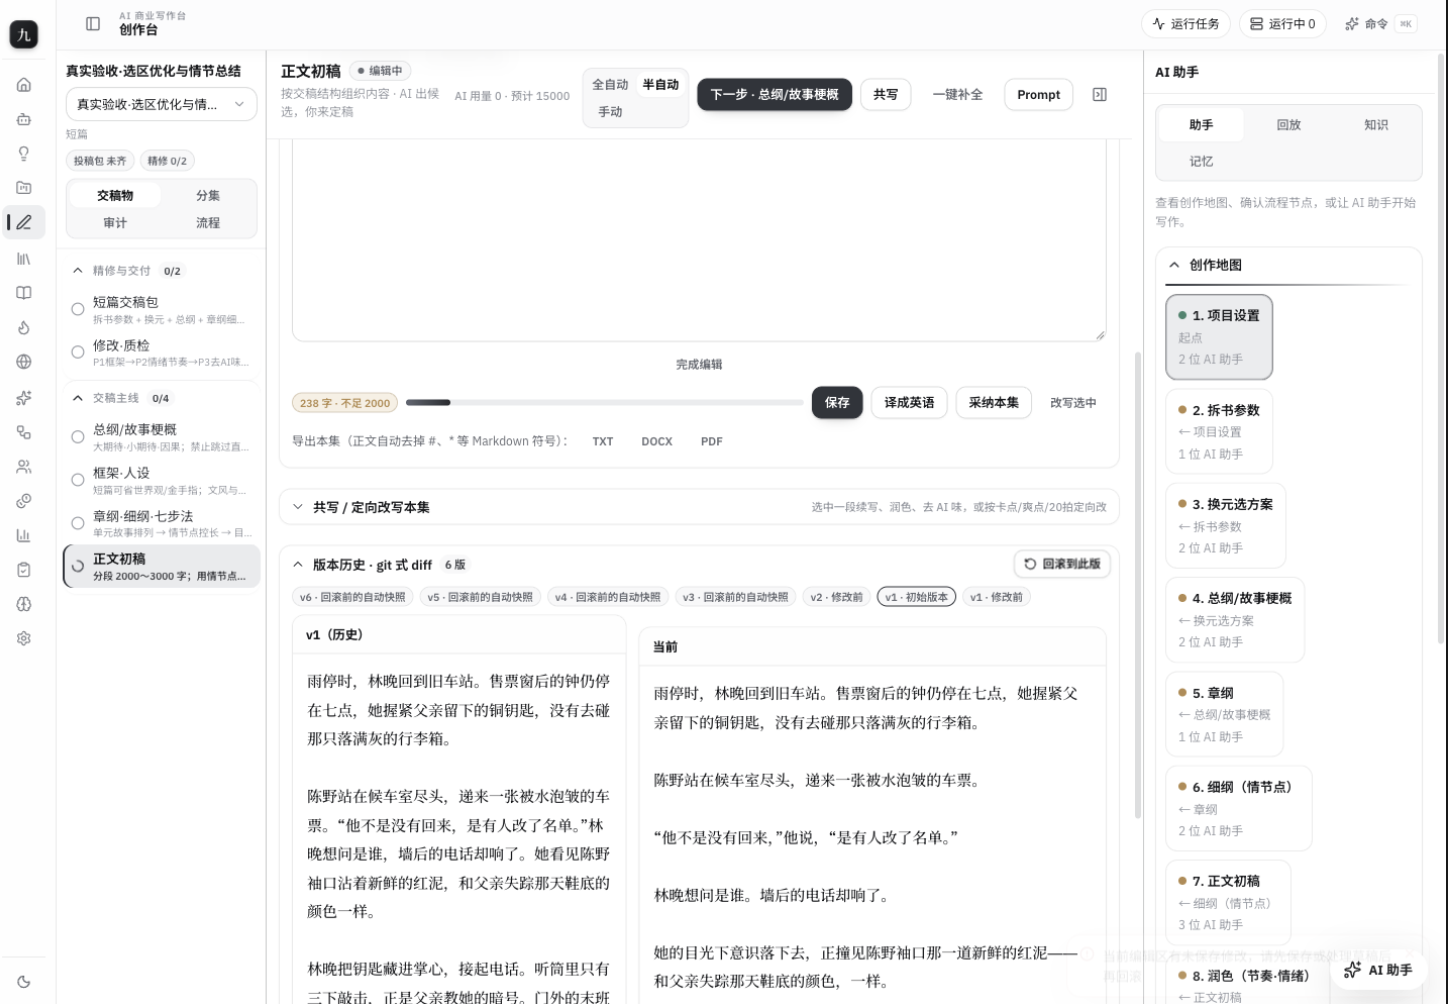 九
AI 商业写作台
创作台
运行任务
运行中 0
命令 ⌘K
真实验收·选区优化与情节总结
真实验收·选区优化与情...
短篇
投稿包 未齐
精修 0/2
交稿物
分集
审计
流程
精修与交付 0/2
短篇交稿包
拆书参数 + 换元 + 总纲 + 章纲细...
修改·质检
P1框架→P2情绪节奏→P3去AI味...
交稿主线 0/4
总纲/故事梗概
大期待·小期待·因果；禁止跳过直...
框架·人设
短篇可省世界观/金手指；文风与...
章纲·细纲·七步法
单元故事排列 → 情节点控长 → 目...
正文初稿
分段 2000～3000 字；用情节点...
正文初稿
编辑中
按交稿结构组织内容 · AI 出候
选，你来定稿
AI 用量 0 · 预计 15000
全自动
半自动
手动
下一步 · 总纲/故事梗概
共写
一键补全
Prompt
完成编辑
238 字 · 不足 2000
保存
译成英语
采纳本集
改写选中
导出本集（正文自动去掉 #、* 等 Markdown 符号）：
TXT
DOCX
PDF
共写 / 定向改写本集
选中一段续写、润色、去 AI 味，或按卡点/爽点/20拍定向改
版本历史 · git 式 diff
6 版
回滚到此版
v6 · 回滚前的自动快照
v5 · 回滚前的自动快照
v4 · 回滚前的自动快照
v3 · 回滚前的自动快照
v2 · 修改前
v1 · 初始版本
v1 · 修改前
v1（历史）
雨停时，林晚回到旧车站。售票窗后的钟仍停
在七点，她握紧父亲留下的铜钥匙，没有去碰
那只落满灰的行李箱。
陈野站在候车室尽头，递来一张被水泡皱的车
票。“他不是没有回来，是有人改了名单。”林
晚想问是谁，墙后的电话却响了。她看见陈野
袖口沾着新鲜的红泥，和父亲失踪那天鞋底的
颜色一样。
林晚把钥匙藏进掌心，接起电话。听筒里只有
三下敲击，正是父亲教她的暗号。门外的末班
当前
雨停时，林晚回到旧车站。售票窗后的钟仍停在七点，她握紧父
亲留下的铜钥匙，没有去碰那只落满灰的行李箱。
陈野站在候车室尽头，递来一张被水泡皱的车票。
“他不是没有回来，”他说，“是有人改了名单。”
林晚想问是谁。墙后的电话却响了。
她的目光下意识落下去，正撞见陈野袖口那一道新鲜的红泥——
和父亲失踪那天鞋底的颜色，一样。
AI 助手
助手
回放
知识
记忆
查看创作地图、确认流程节点，或让 AI 助手开始
写作。
创作地图
1. 项目设置
起点
2 位 AI 助手
2. 拆书参数
← 项目设置
1 位 AI 助手
3. 换元选方案
← 拆书参数
2 位 AI 助手
4. 总纲/故事梗概
← 换元选方案
2 位 AI 助手
5. 章纲
← 总纲/故事梗概
1 位 AI 助手
6. 细纲（情节点）
← 章纲
2 位 AI 助手
7. 正文初稿
← 细纲（情节点）
3 位 AI 助手
8. 润色（节奏·情绪）
← 正文初稿
AI 助手